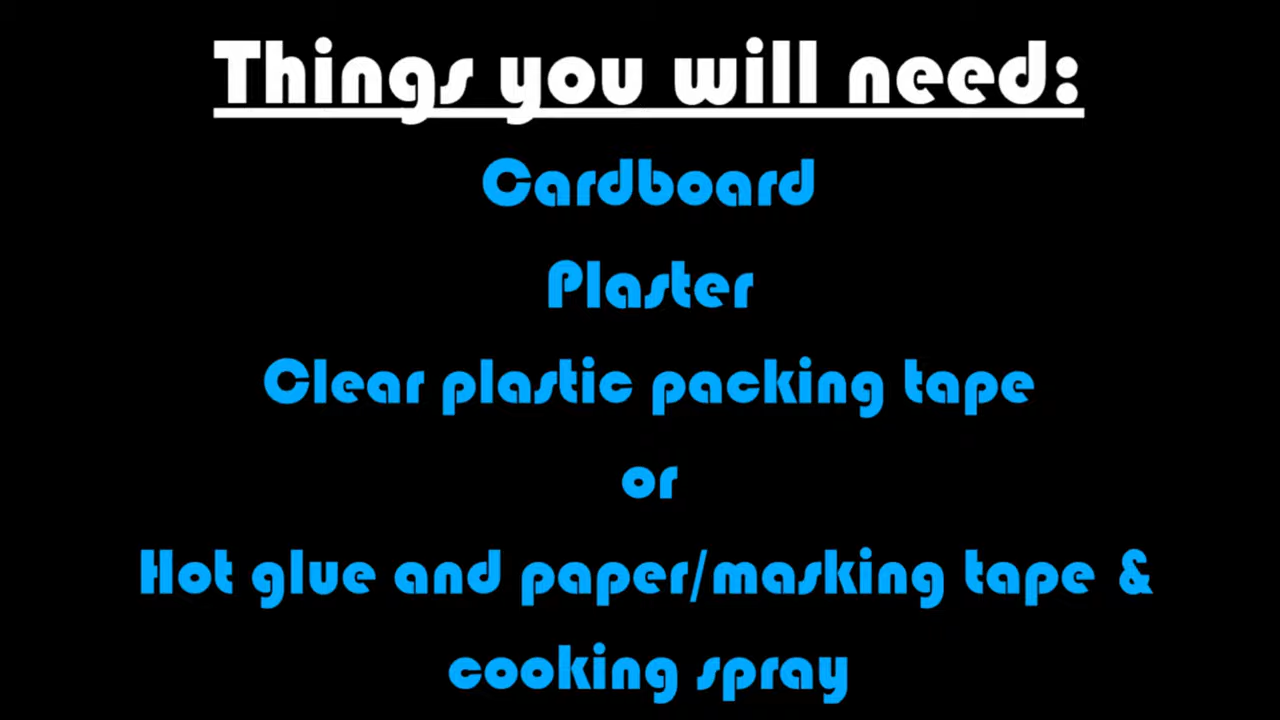 Things you will need:
Cardboard
Plaster
Clear plastic packing tape
or
Hot glue and paper/masking tape &
cooking spray